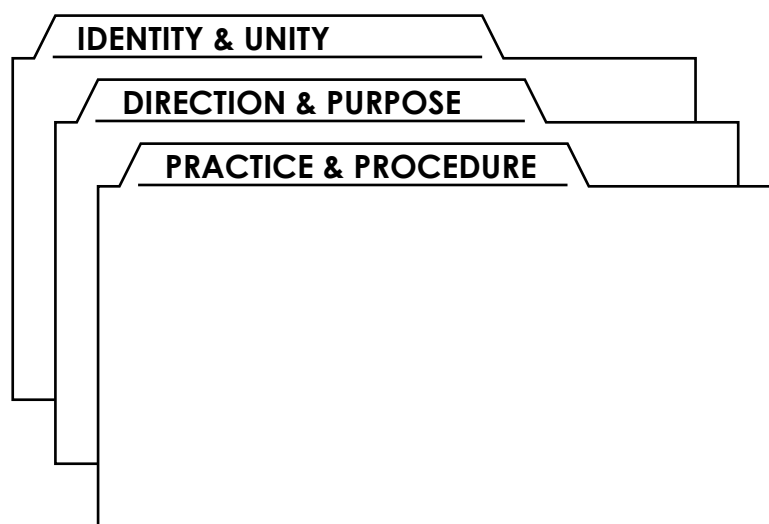 IDENTITY & UNITY
DIRECTION & PURPOSE
PRACTICE & PROCEDURE